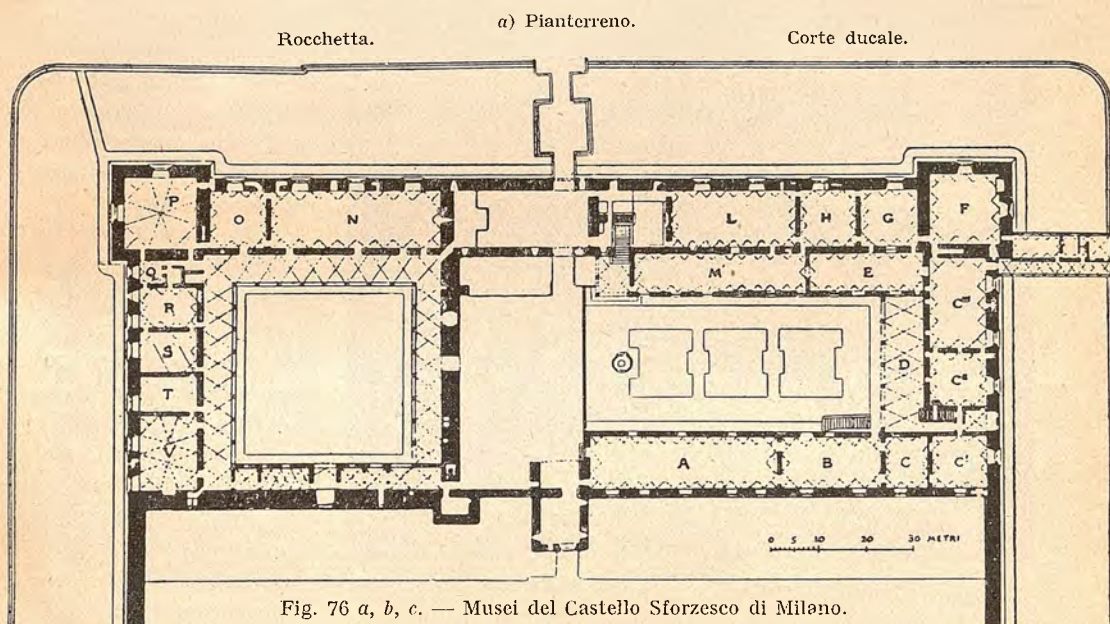 a) Pianterreno.
Rocchetta.
Corte ducale.
P
O
N
L
H
G
F
Q
M
E
R
C'''
S
D
C''
T
V
A
B
C
C'
0 5 10 20 30 METRI
Fig. 76 a, b, c. — Musei del Castello Sforzesco di Milano.